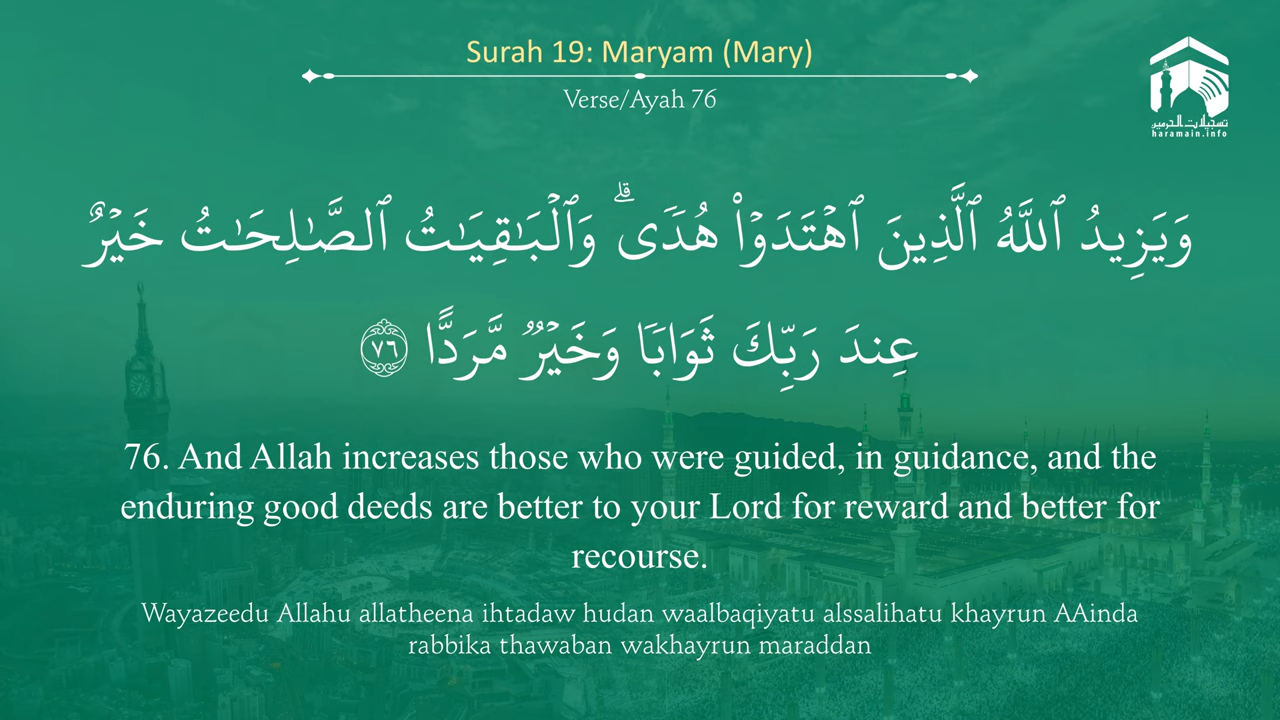 Surah 19: Maryam (Mary)
Verse/Ayah 76
تسجيلات الحرمين
haramain.info
وَيَزِيدُ ٱللَّهُ ٱلَّذِينَ ٱهْتَدَوْا۟ هُدًۭى ۗ وَٱلْبَـٰقِيَـٰتُ ٱلصَّـٰلِحَـٰتُ خَيْرٌ
عِندَ رَبِّكَ ثَوَابًۭا وَخَيْرٌۭ مَّرَدًّا ٧٦
76. And Allah increases those who were guided, in guidance, and the
enduring good deeds are better to your Lord for reward and better for
recourse.
Wayazeedu Allahu allatheena ihtadaw hudan waalbaqiyatu alssalihatu khayrun AAinda
rabbika thawaban wakhayrun maraddan